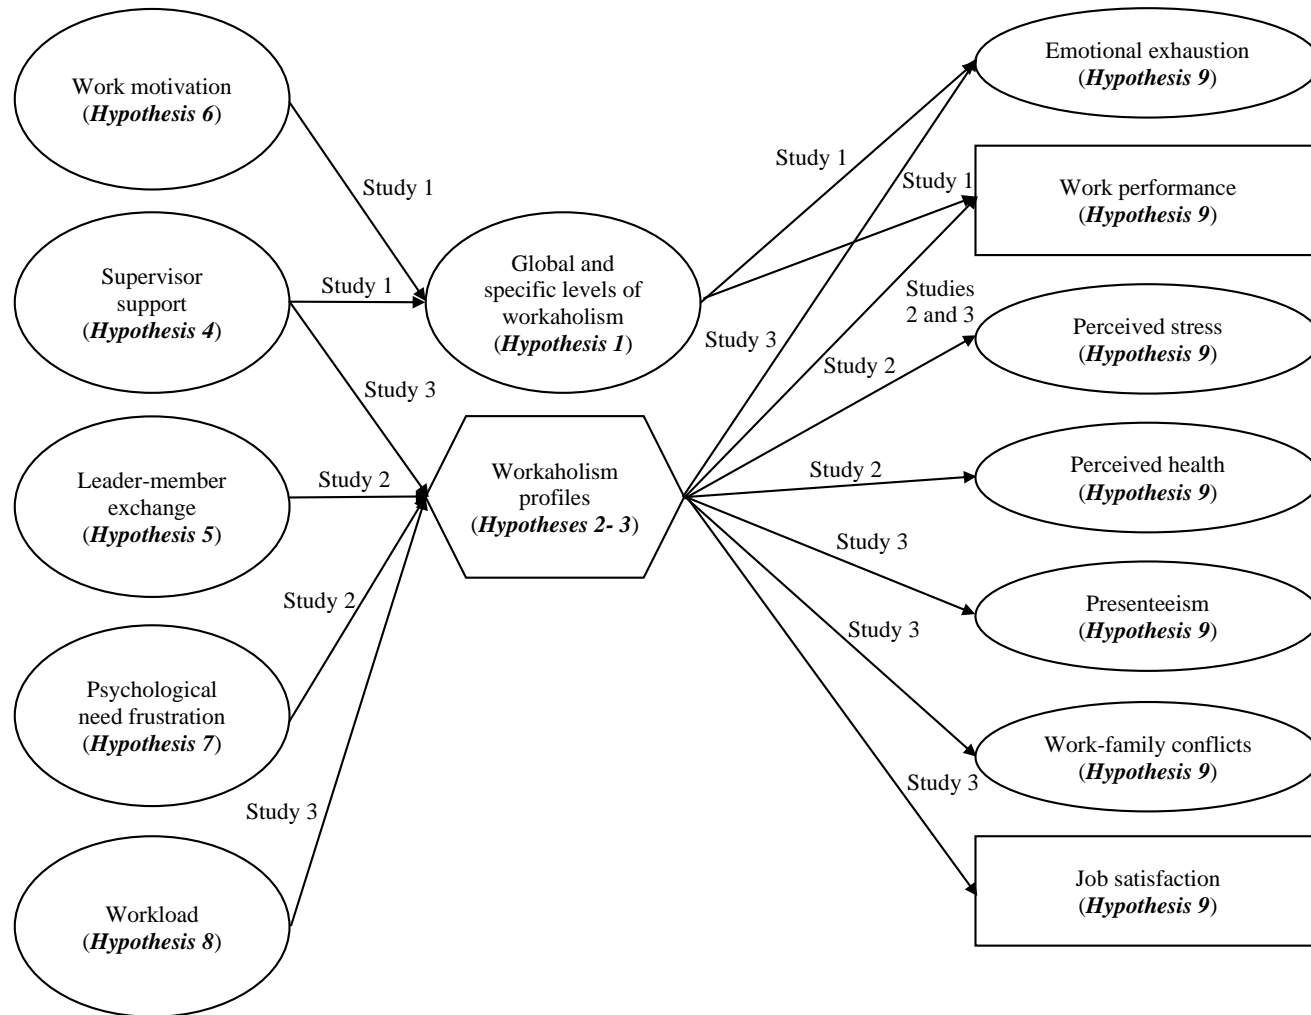 Work motivation
(Hypothesis 6)
Study 1
Supervisor
support
(Hypothesis 4)
Study 1
Study 3
Leader-member
exchange
(Hypothesis 5)
Study 2
Psychological
need frustration
(Hypothesis 7)
Study 2
Workload
(Hypothesis 8)
Study 3
Global and
specific levels of
workaholism
(Hypothesis 1)
Workaholism
profiles
(Hypotheses 2- 3)
Study 1
Study 1
Study 3
Studies
2 and 3
Study 2
Study 2
Study 3
Study 3
Study 3
Emotional exhaustion
(Hypothesis 9)
Work performance
(Hypothesis 9)
Perceived stress
(Hypothesis 9)
Perceived health
(Hypothesis 9)
Presenteeism
(Hypothesis 9)
Work-family conflicts
(Hypothesis 9)
Job satisfaction
(Hypothesis 9)